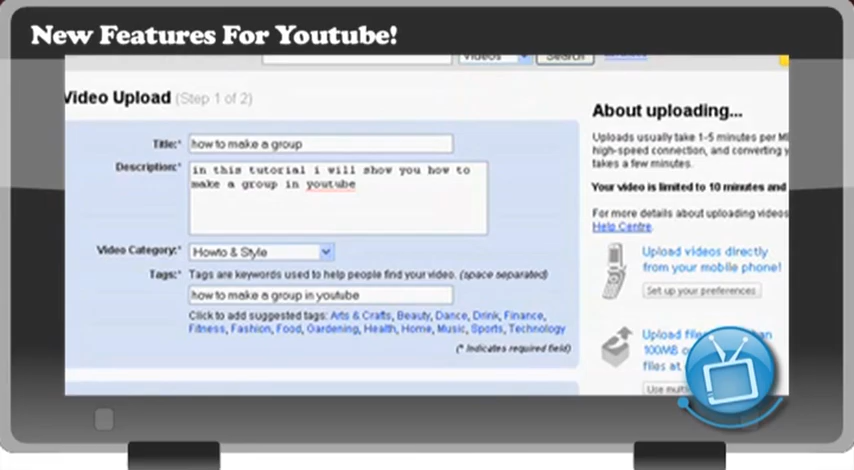 New Features For Youtube!
Videos Search
Video Upload (Step 1 of 2)
Title:* how to make a group
Description:* in this tutorial i will show you how to
make a group in youtube
Video Category:* Howto & Style
Tags:* Tags are keywords used to help people find your video. (space separated)
how to make a group in youtube
Click to add suggested tags: Arts & Crafts, Beauty, Dance, Drink, Finance,
Fitness, Fashion, Food, Gardening, Health, Home, Music, Sports, Technology
(* Indicates required field)
About uploading...
Uploads usually take 1-5 minutes per
high-speed connection, and converting
takes a few minutes.
Your video is limited to 10 minutes and
For more details about uploading videos
Help Centre.
Upload videos directly
from your mobile phone!
Set up your preferences
Upload
100MB
files at
Use